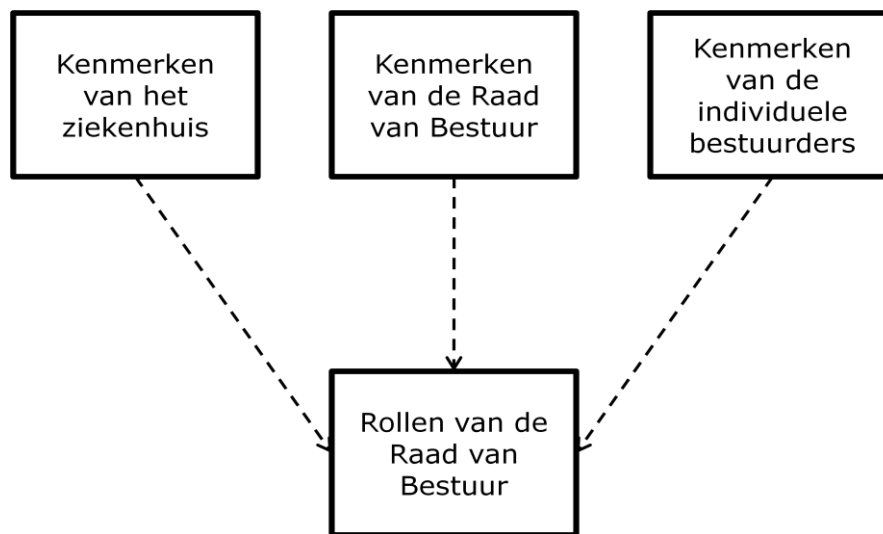 Kenmerken
van het
ziekenhuis
Kenmerken
van de Raad
van Bestuur
Kenmerken
van de
individuele
bestuurders
Rollen van de
Raad van
Bestuur